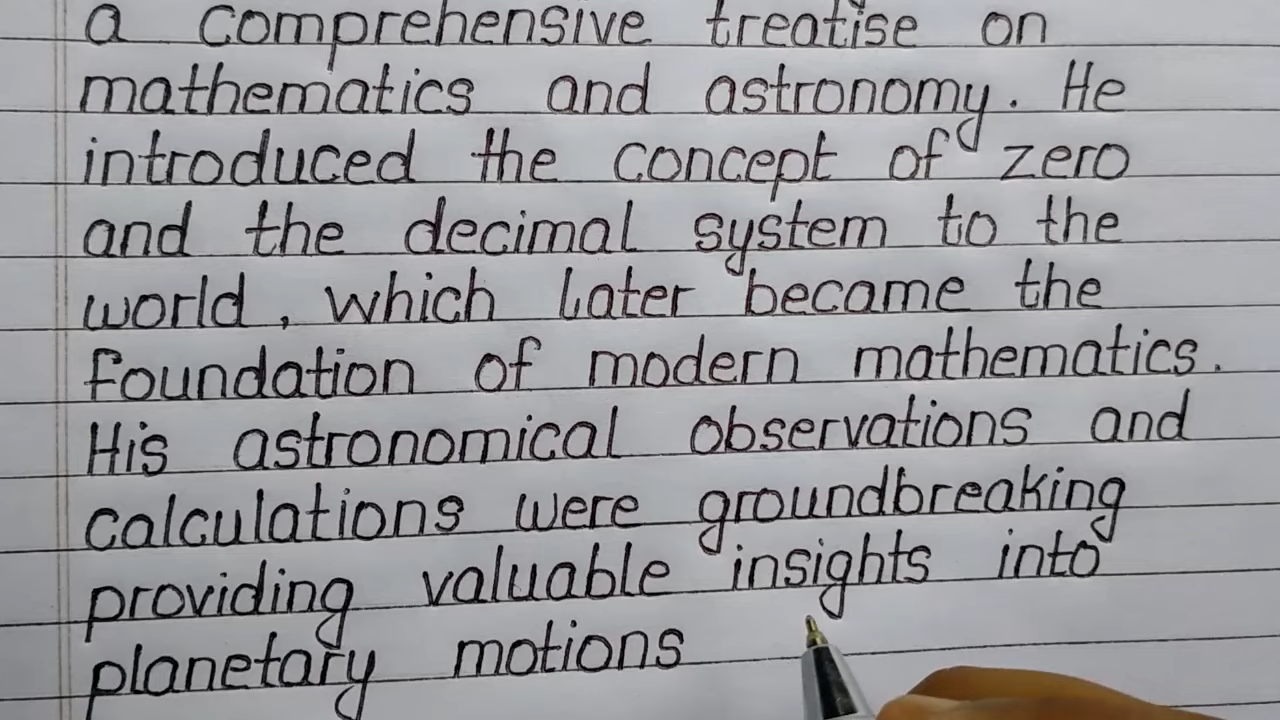 a comprehensive treatise on
mathematics and astronomy. He
introduced the concept of zero
and the decimal system to the
world, which later became the
foundation of modern mathematics.
His astronomical observations and
calculations were groundbreaking
providing valuable insights into
planetary motions